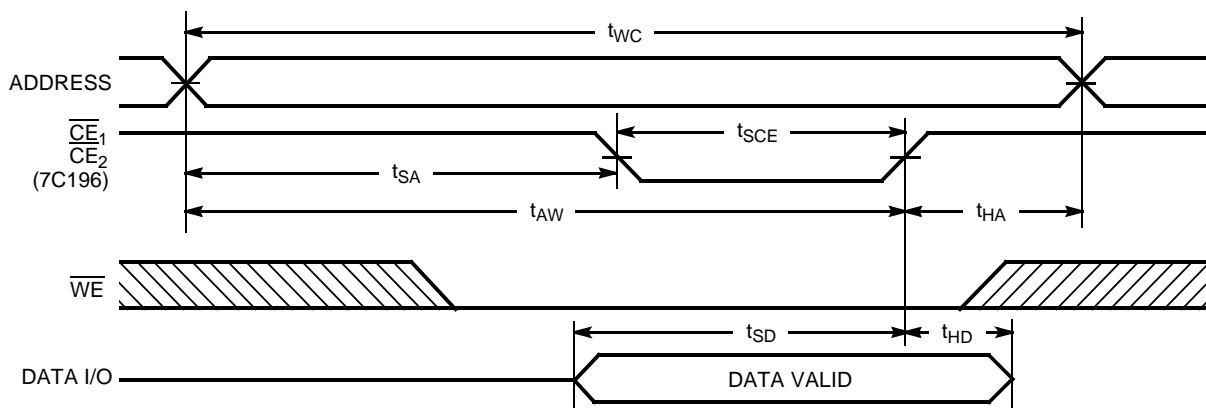 tWC
ADDRESS
CE1
CE2
(7C196)
tSCE
tSA
tAW
tHA
WE
tSD
tHD
DATA I/O
DATA VALID